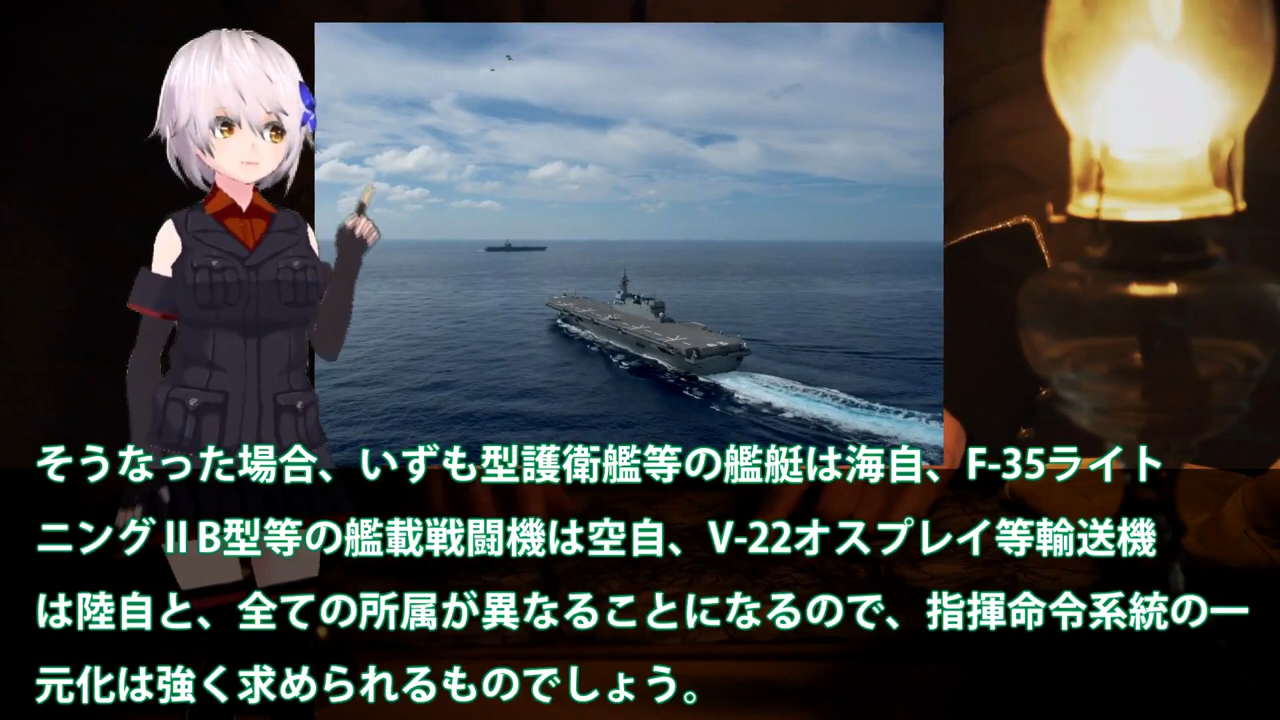 そうなった場合、いずも型護衛艦等の艦艇は海自、F-35ライト
ニングⅡB型等の艦載戦闘機は空自、V-22オスプレイ等輸送機
は陸自と、全ての所属が異なることになるので、指揮命令系統の一
元化は強く求められるものでしょう。